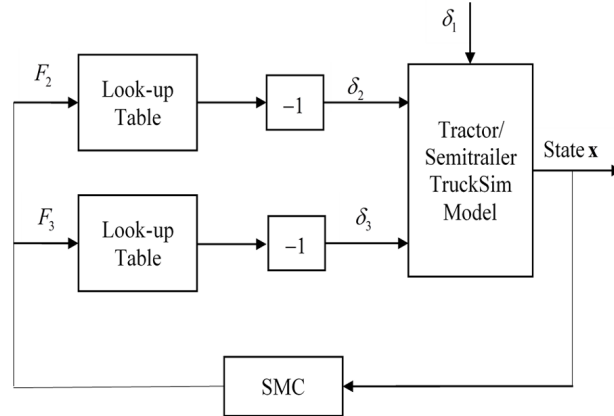 δ₁
F₂
Look-up
Table
−1
δ₂
Tractor/
Semitrailer
TruckSim
Model
State x
F₃
Look-up
Table
−1
δ₃
SMC